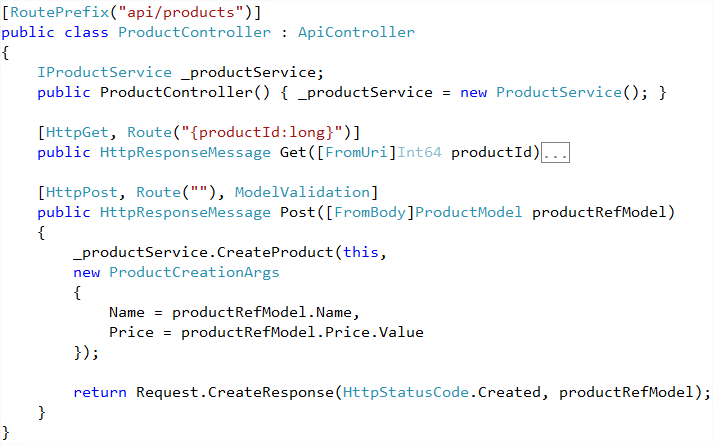 [RoutePrefix("api/products")]
public class ProductController : ApiController
{
    IProductService _productService;
    public ProductController() { _productService = new ProductService(); }

    [HttpGet, Route("{productId:long}")]
    public HttpResponseMessage Get([FromUri]Int64 productId)...

    [HttpPost, Route(""), ModelValidation]
    public HttpResponseMessage Post([FromBody]ProductModel productRefModel)
    {
        _productService.CreateProduct(this,
        new ProductCreationArgs
        {
            Name = productRefModel.Name,
            Price = productRefModel.Price.Value
        });

        return Request.CreateResponse(HttpStatusCode.Created, productRefModel);
    }
}